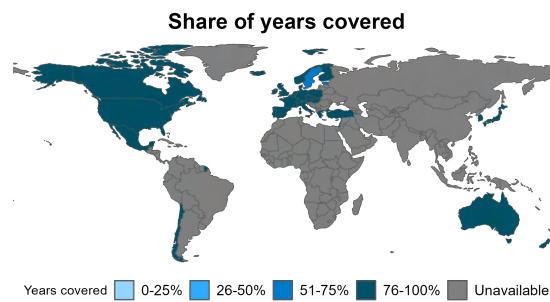 Share of years covered
Years covered 0-25% 26-50% 51-75% 76-100% Unavailable